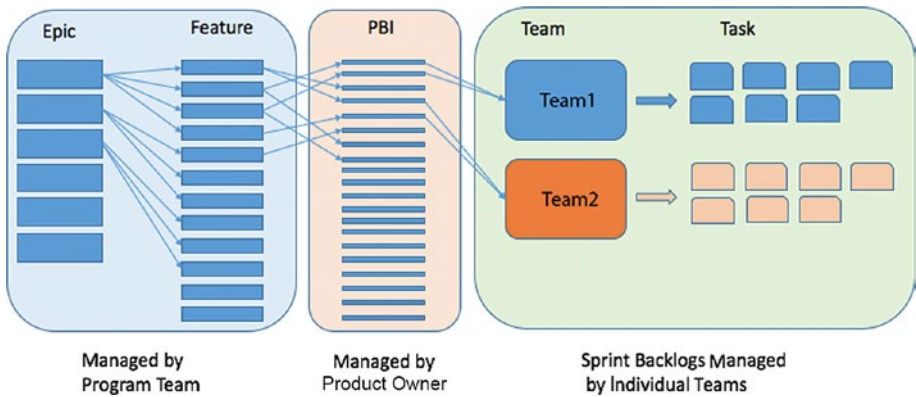 Epic
Feature
PBI
Team
Task
Team1
Team2
Managed by
Program Team
Managed by
Product Owner
Sprint Backlogs Managed
by Individual Teams